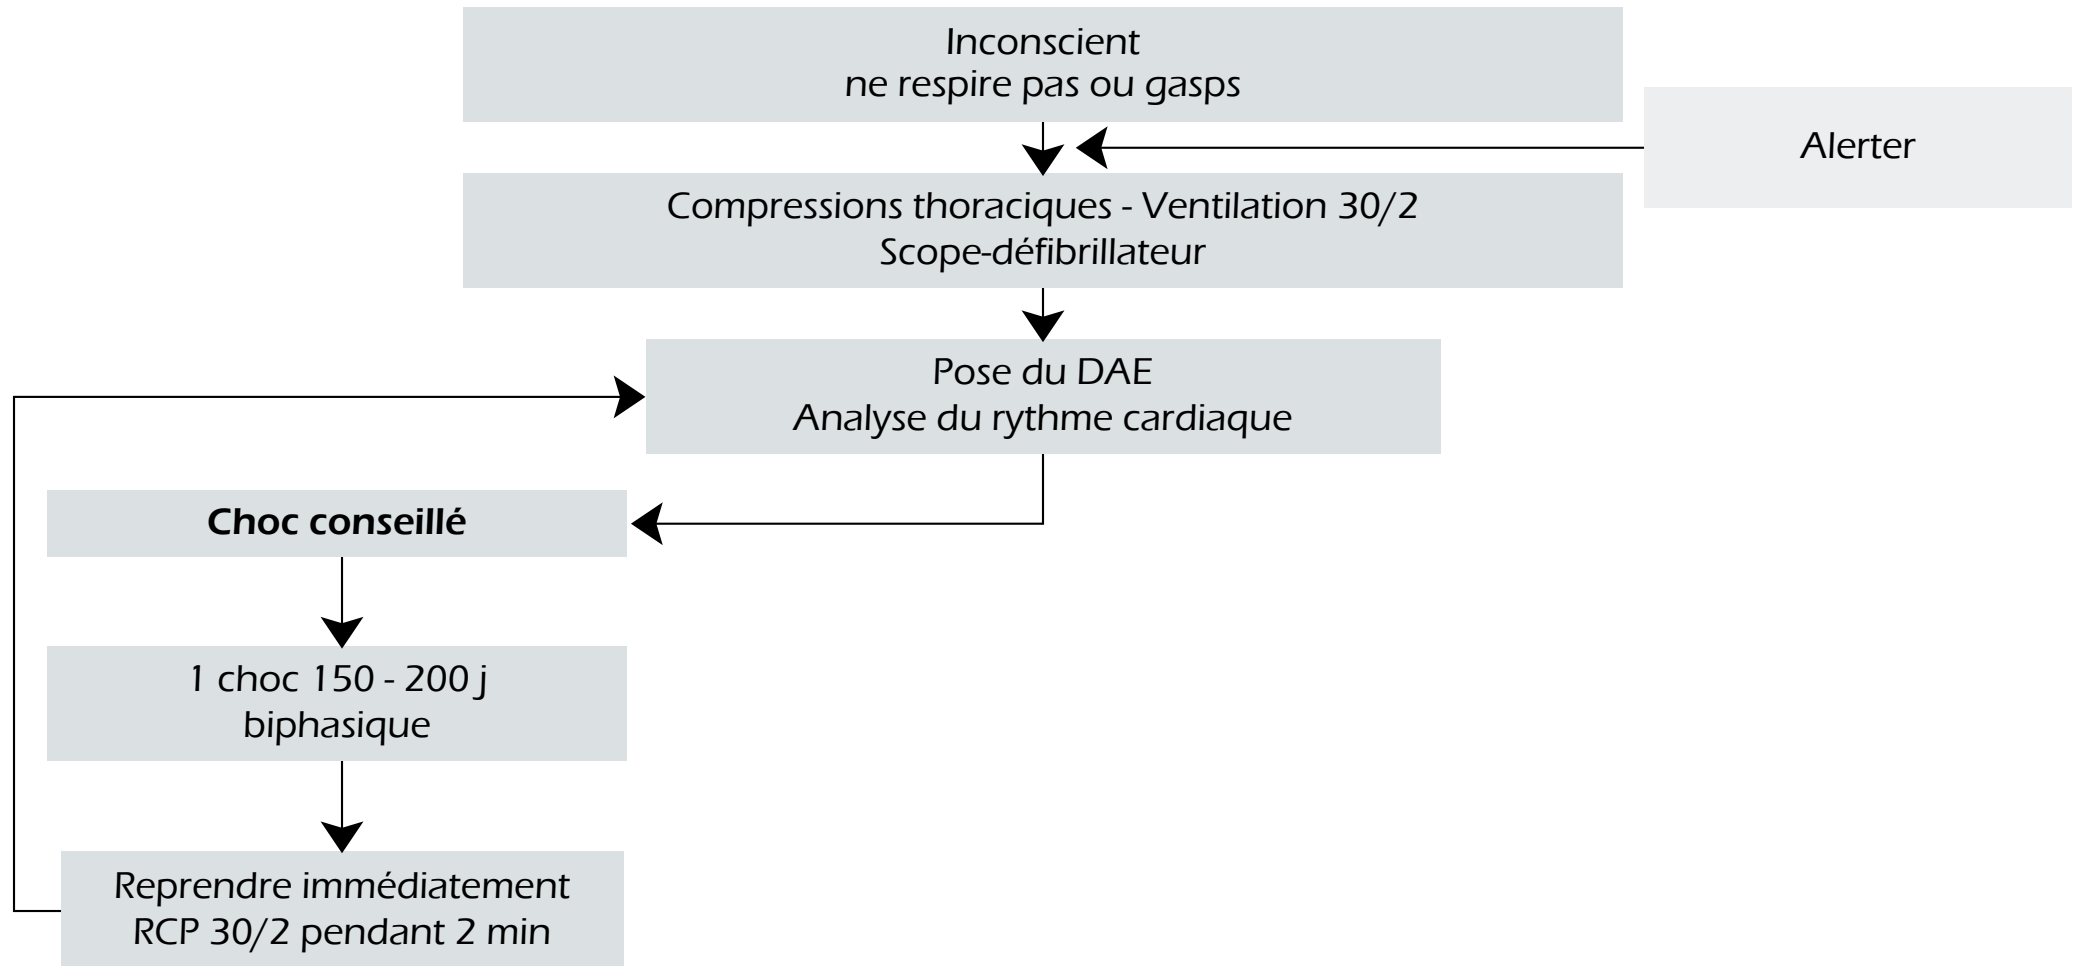 Inconscient
ne respire pas ou gasps
Alerter
Compressions thoraciques - Ventilation 30/2
Scope-défibrillateur
Pose du DAE
Analyse du rythme cardiaque
Choc conseillé
1 choc 150 - 200 j
biphasique
Reprendre immédiatement
RCP 30/2 pendant 2 min